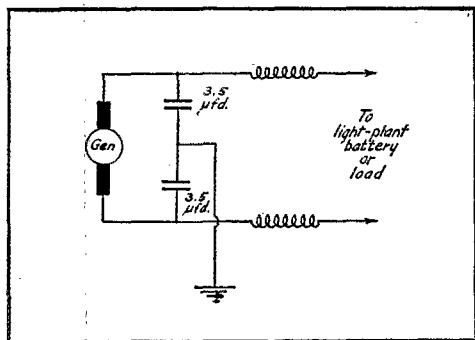 3.5
μfd.
Gen
To
light-plant
battery
or
load
3.5
μfd.